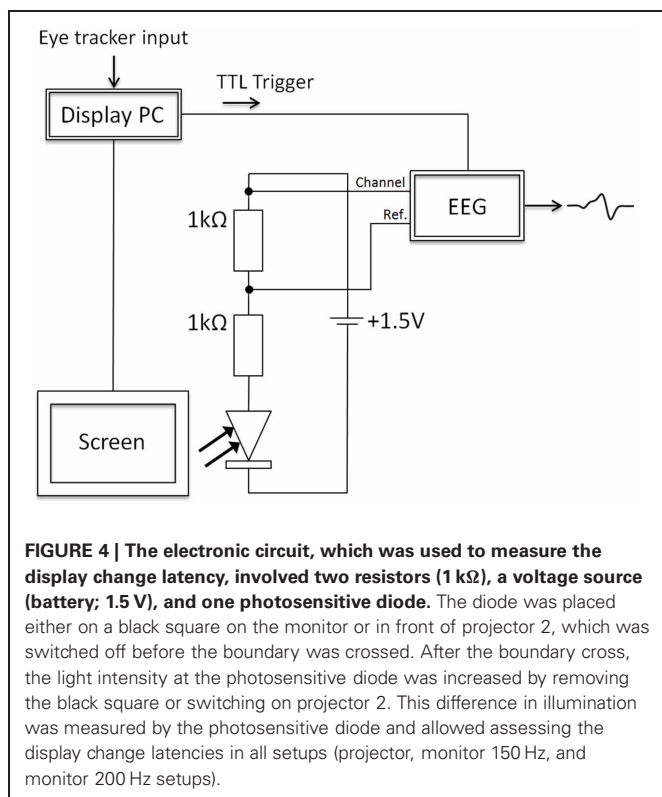 Eye tracker input
TTL Trigger
Display PC
Channel
EEG
Ref.
1kΩ
1kΩ
+1.5V
Screen
FIGURE 4 | The electronic circuit, which was used to measure the
display change latency, involved two resistors (1 kΩ), a voltage source
(battery; 1.5 V), and one photosensitive diode. The diode was placed
either on a black square on the monitor or in front of projector 2, which was
switched off before the boundary was crossed. After the boundary cross,
the light intensity at the photosensitive diode was increased by removing
the black square or switching on projector 2. This difference in illumination
was measured by the photosensitive diode and allowed assessing the
display change latencies in all setups (projector, monitor 150 Hz, and
monitor 200 Hz setups).